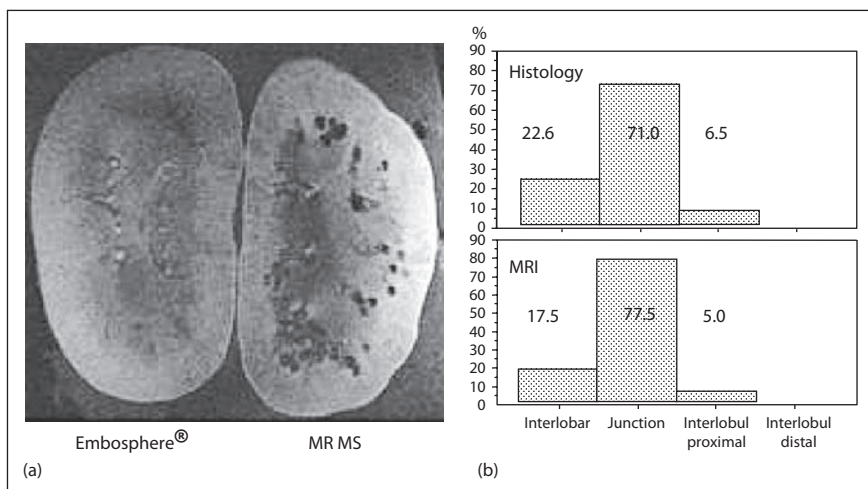 Embosphere®
MR MS
(a)
%
90
80
70
60
50
40
30
20
10
0
Histology
22.6
71.0
6.5
90
80
70
60
50
40
30
20
10
0
MRI
17.5
77.5
5.0
Interlobar
Junction
Interlobul
proximal
Interlobul
distal
(b)